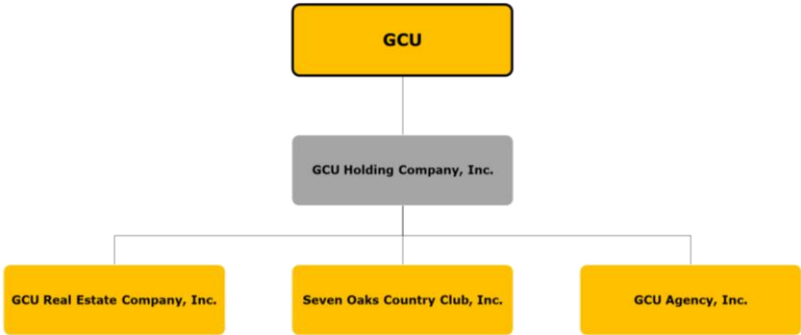 GCU
GCU Holding Company, Inc.
GCU Real Estate Company, Inc.
Seven Oaks Country Club, Inc.
GCU Agency, Inc.